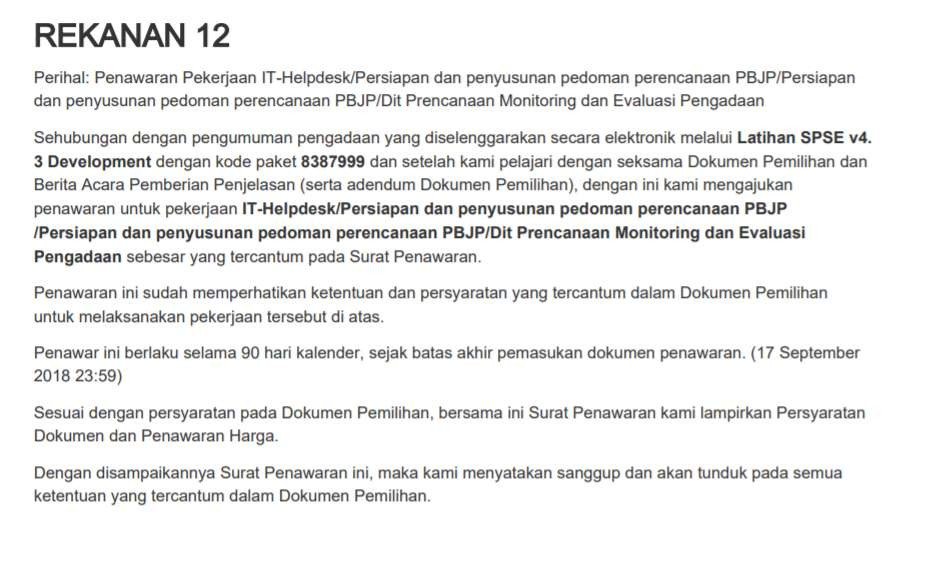 REKANAN 12
Perihal: Penawaran Pekerjaan IT-Helpdesk/Persiapan dan penyusunan pedoman perencanaan PBJP/Persiapan
dan penyusunan pedoman perencanaan PBJP/Dit Prencanaan Monitoring dan Evaluasi Pengadaan
Sehubungan dengan pengumuman pengadaan yang diselenggarakan secara elektronik melalui Latihan SPSE v4.
3 Development dengan kode paket 8387999 dan setelah kami pelajari dengan seksama Dokumen Pemilihan dan
Berita Acara Pemberian Penjelasan (serta adendum Dokumen Pemilihan), dengan ini kami mengajukan
penawaran untuk pekerjaan IT-Helpdesk/Persiapan dan penyusunan pedoman perencanaan PBJP
/Persiapan dan penyusunan pedoman perencanaan PBJP/Dit Prencanaan Monitoring dan Evaluasi
Pengadaan sebesar yang tercantum pada Surat Penawaran.
Penawaran ini sudah memperhatikan ketentuan dan persyaratan yang tercantum dalam Dokumen Pemilihan
untuk melaksanakan pekerjaan tersebut di atas.
Penawar ini berlaku selama 90 hari kalender, sejak batas akhir pemasukan dokumen penawaran. (17 September
2018 23:59)
Sesuai dengan persyaratan pada Dokumen Pemilihan, bersama ini Surat Penawaran kami lampirkan Persyaratan
Dokumen dan Penawaran Harga.
Dengan disampaikannya Surat Penawaran ini, maka kami menyatakan sanggup dan akan tunduk pada semua
ketentuan yang tercantum dalam Dokumen Pemilihan.